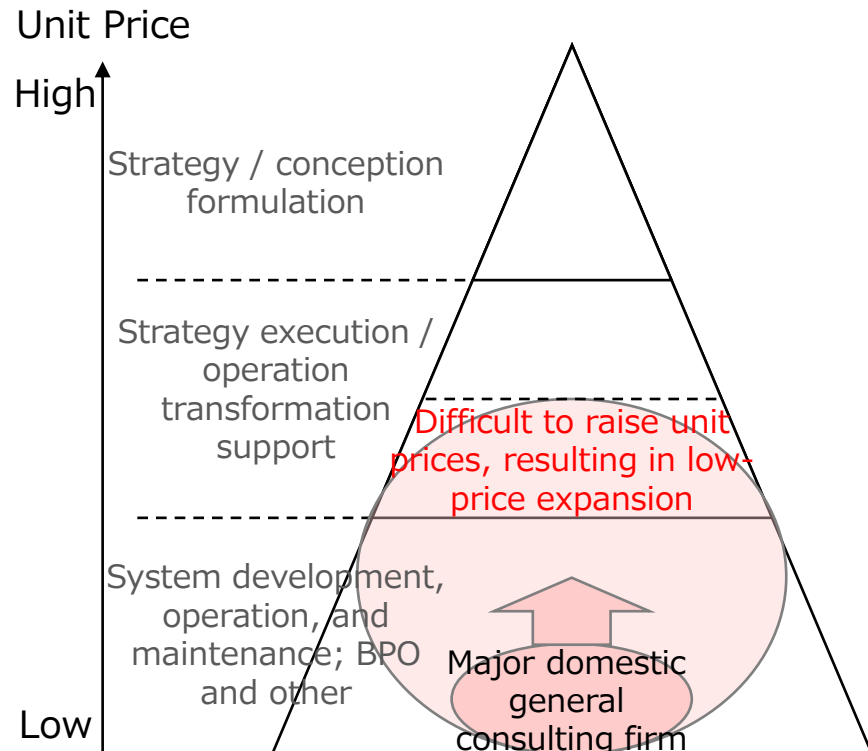 Unit Price
High
Strategy / conception
formulation
Strategy execution /
operation
transformation
support
Difficult to raise unit
prices, resulting in low-
price expansion
System development,
operation, and
maintenance; BPO
and other
Major domestic
general
consulting firm
Low